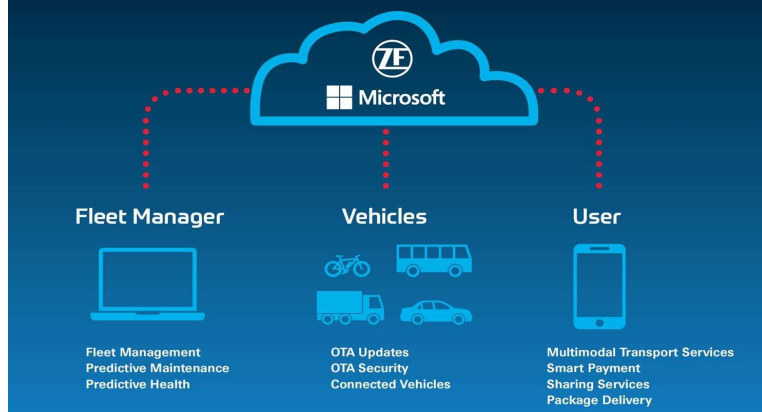 ZF
Microsoft
Fleet Manager
Vehicles
User
Fleet Management
Predictive Maintenance
Predictive Health
OTA Updates
OTA Security
Connected Vehicles
Multimodal Transport Services
Smart Payment
Sharing Services
Package Delivery